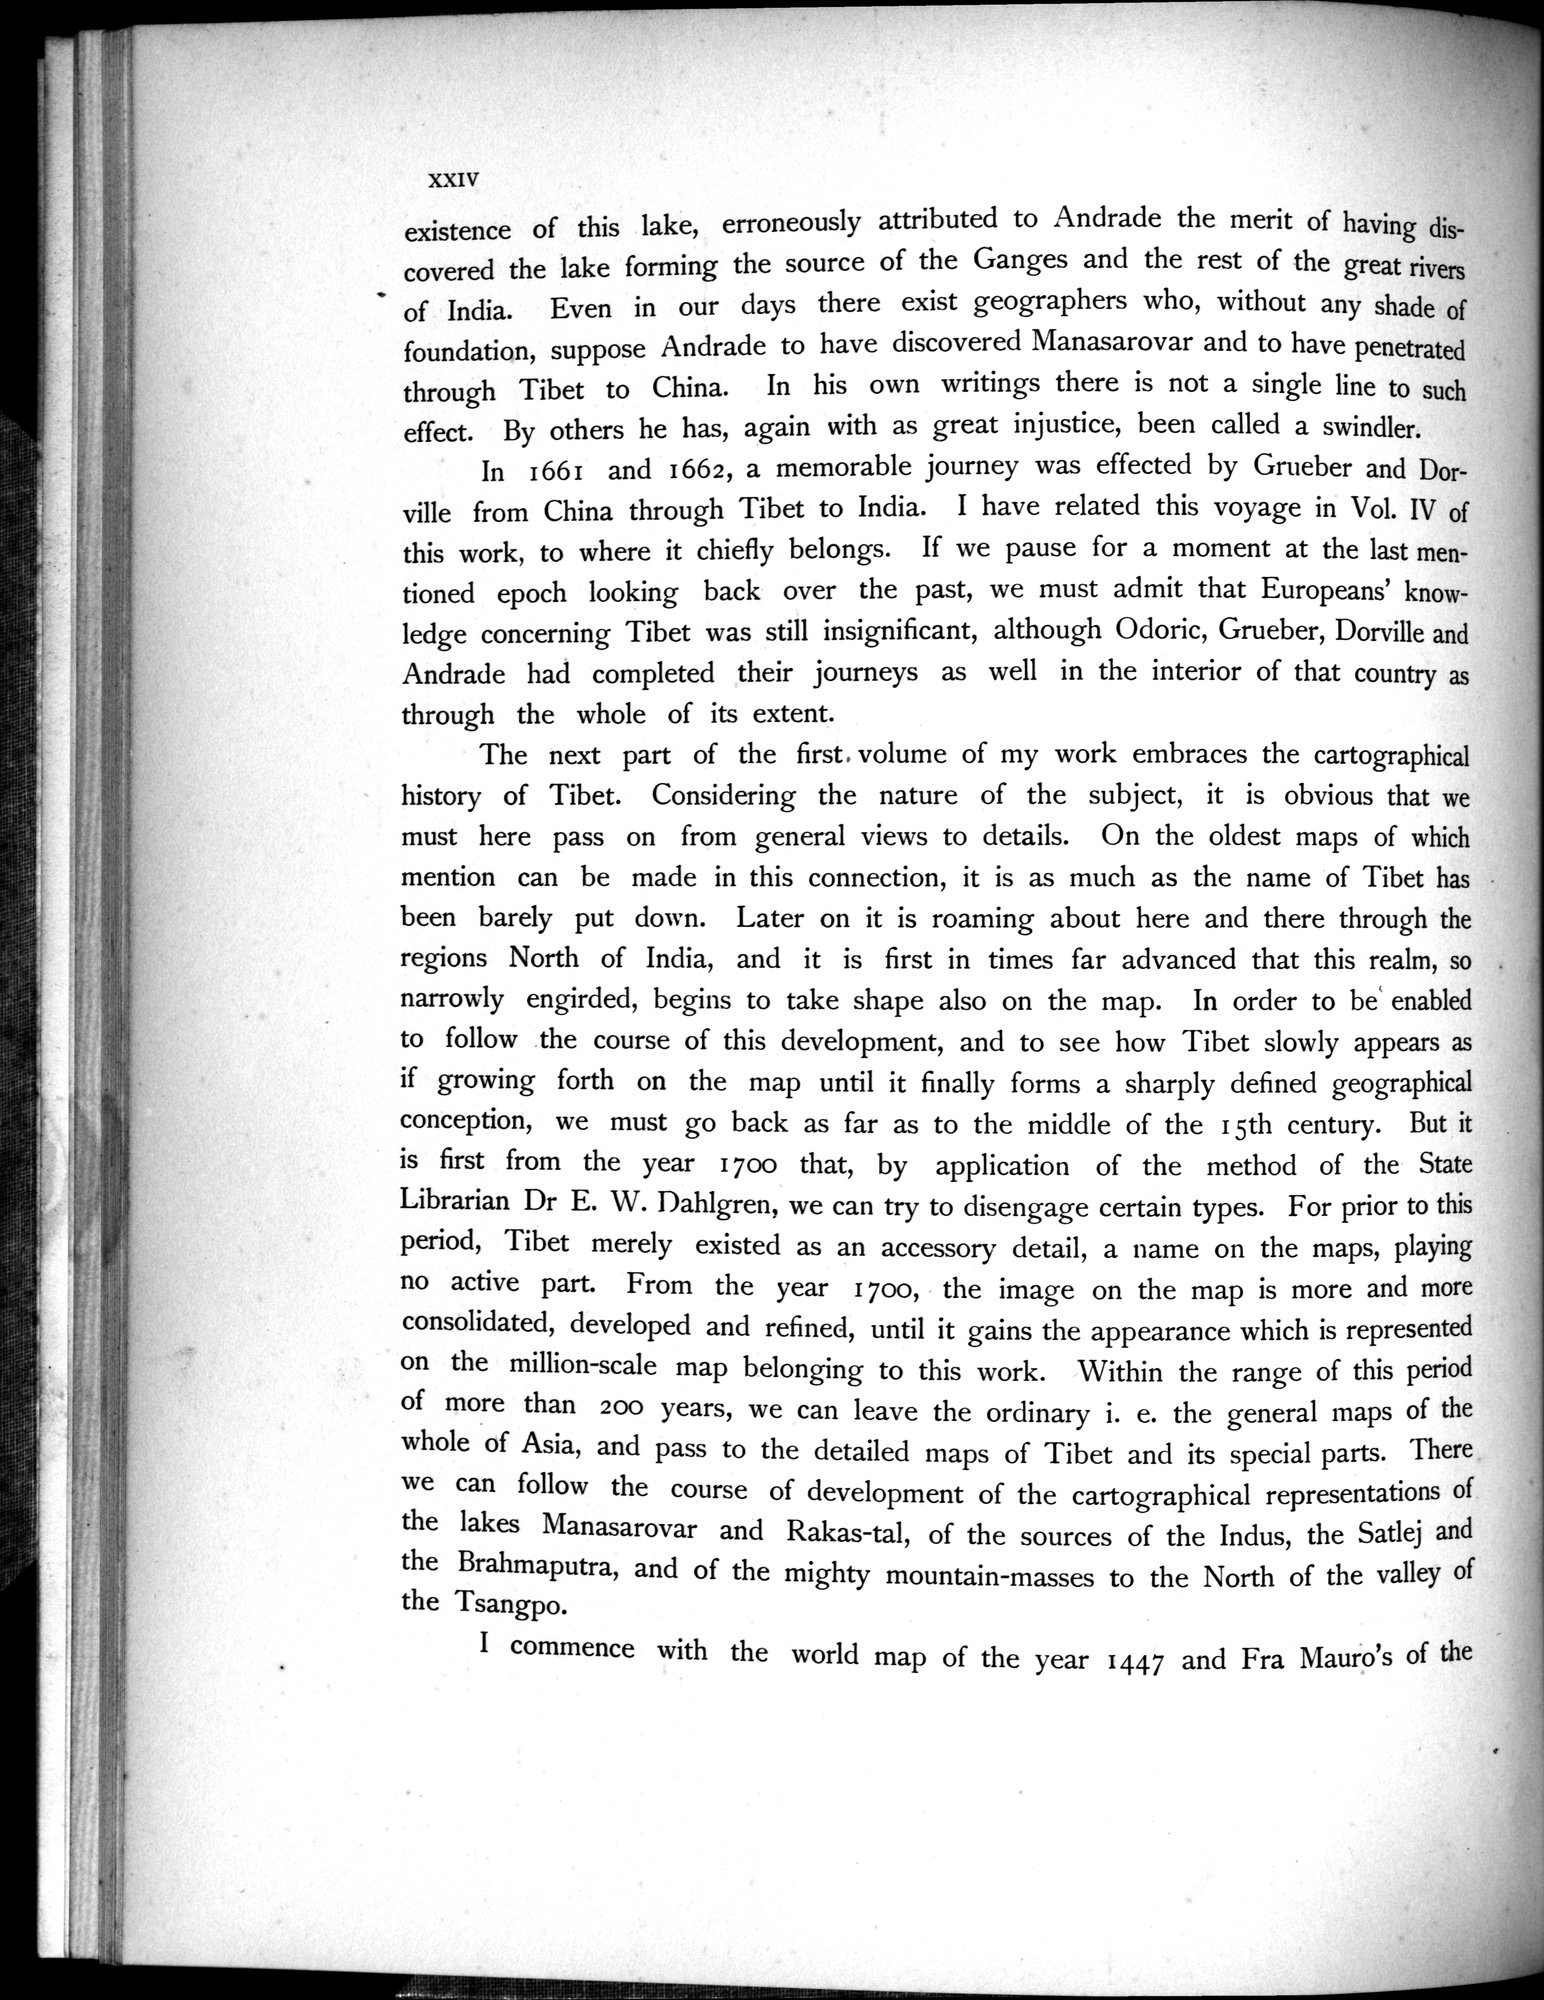 XXIV
existence of this lake, erroneously attributed to Andrade the merit of having dis-
covered the lake forming the source of the Ganges and the rest of the great rivers
of India. Even in our days there exist geographers who, without any shade of
foundation, suppose Andrade to have discovered Manasarovar and to have penetrated
through Tibet to China. In his own writings there is not a single line to such
effect. By others he has, again with as great injustice, been called a swindler.
In 1661 and 1662, a memorable journey was effected by Grueber and Dor-
ville from China through Tibet to India. I have related this voyage in Vol. IV of
this work, to where it chiefly belongs. If we pause for a moment at the last men-
tioned epoch looking back over the past, we must admit that Europeans’ know-
ledge concerning Tibet was still insignificant, although Odoric, Grueber, Dorville and
Andrade had completed their journeys as well in the interior of that country as
through the whole of its extent.
The next part of the first volume of my work embraces the cartographical
history of Tibet. Considering the nature of the subject, it is obvious that we
must here pass on from general views to details. On the oldest maps of which
mention can be made in this connection, it is as much as the name of Tibet has
been barely put down. Later on it is roaming about here and there through the
regions North of India, and it is first in times far advanced that this realm, so
narrowly engirded, begins to take shape also on the map. In order to be enabled
to follow the course of this development, and to see how Tibet slowly appears as
if growing forth on the map until it finally forms a sharply defined geographical
conception, we must go back as far as to the middle of the 15th century. But it
is first from the year 1700 that, by application of the method of the State
Librarian Dr E. W. Dahlgren, we can try to disengage certain types. For prior to this
period, Tibet merely existed as an accessory detail, a name on the maps, playing
no active part. From the year 1700, the image on the map is more and more
consolidated, developed and refined, until it gains the appearance which is represented
on the million-scale map belonging to this work. Within the range of this period
of more than 200 years, we can leave the ordinary i. e. the general maps of the
whole of Asia, and pass to the detailed maps of Tibet and its special parts. There
we can follow the course of development of the cartographical representations of
the lakes Manasarovar and Rakas-tal, of the sources of the Indus, the Satlej and
the Brahmaputra, and of the mighty mountain-masses to the North of the valley of
the Tsangpo.
I commence with the world map of the year 1447 and Fra Mauro’s of the